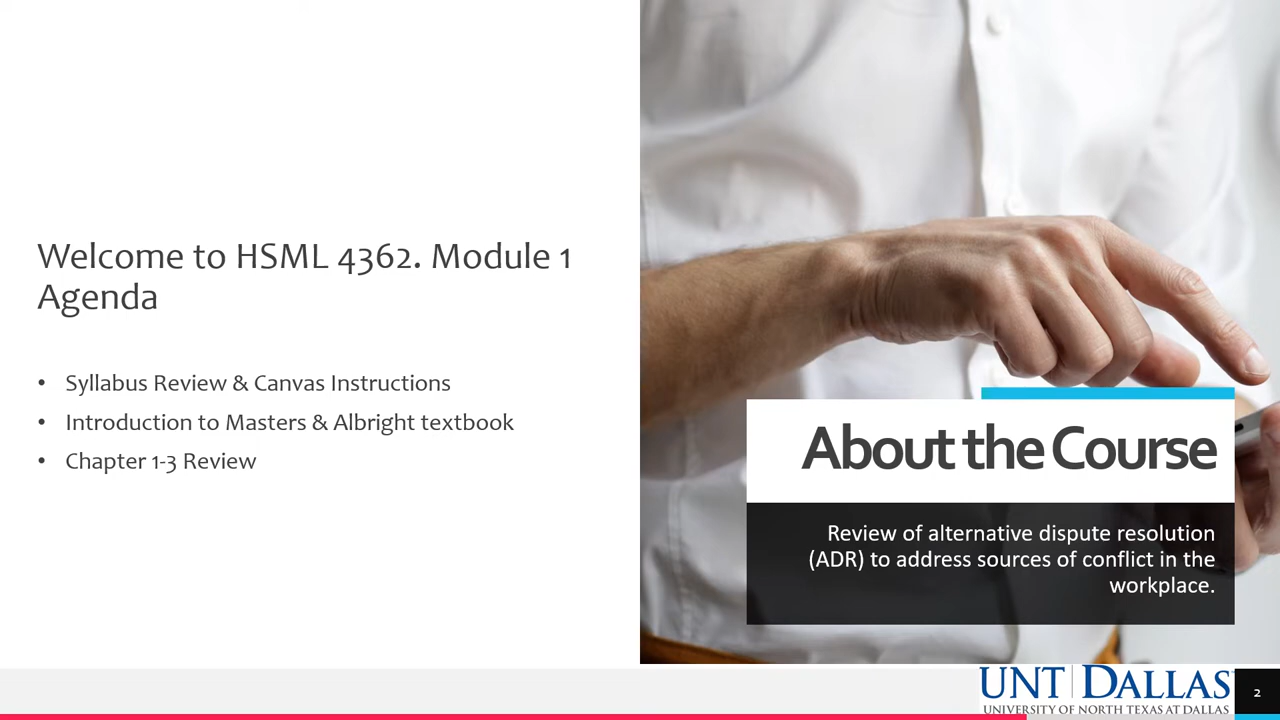 Welcome to HSML 4362. Module 1
Agenda
• Syllabus Review & Canvas Instructions
• Introduction to Masters & Albright textbook
• Chapter 1-3 Review
About the Course
Review of alternative dispute resolution
(ADR) to address sources of conflict in the
workplace.
UNT DALLAS
UNIVERSITY OF NORTH TEXAS AT DALLAS
2